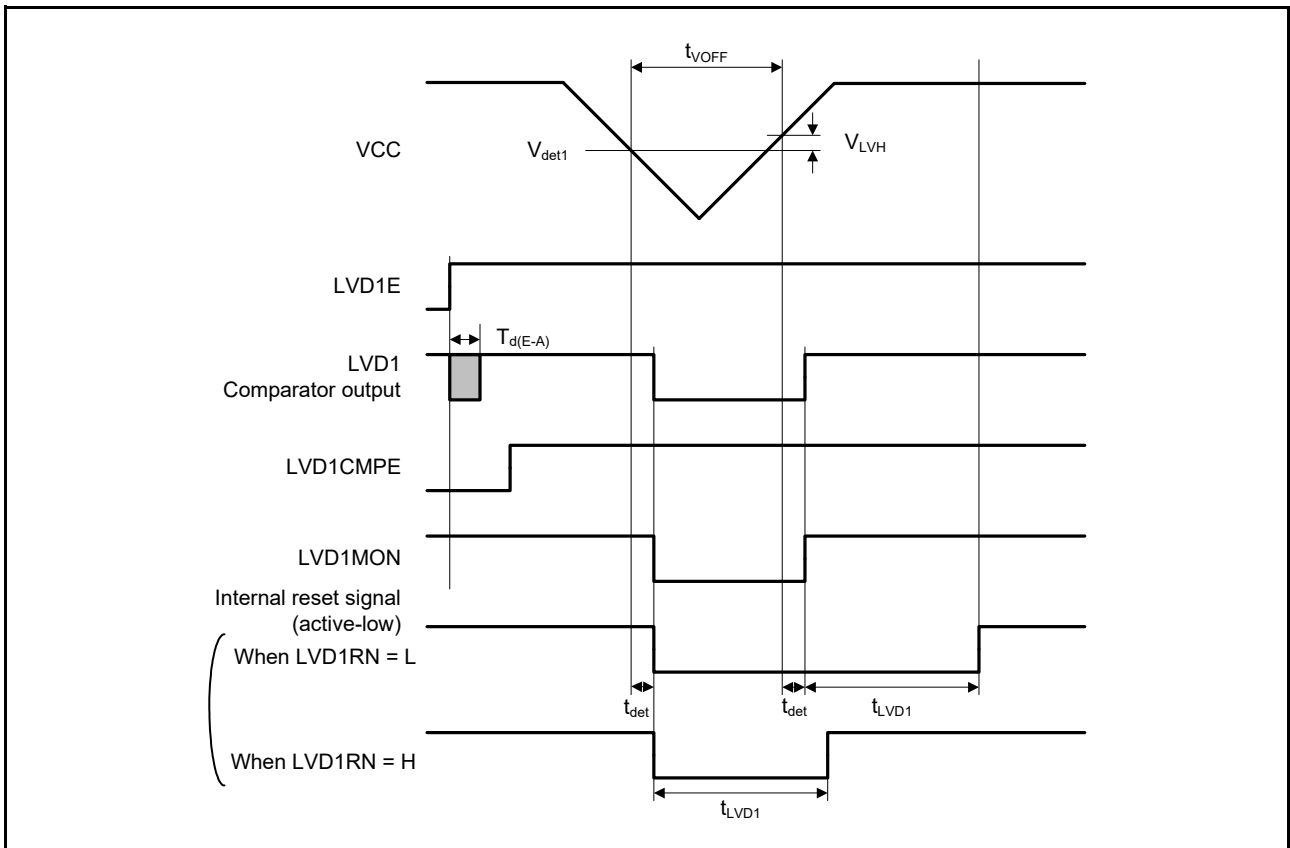 tVOFF
VCC
Vdet1
VLVH
LVD1E
Td(E-A)
LVD1
Comparator output
LVD1CMPE
LVD1MON
Internal reset signal
(active-low)
When LVD1RN = L
tdet
tdet
tLVD1
When LVD1RN = H
tLVD1